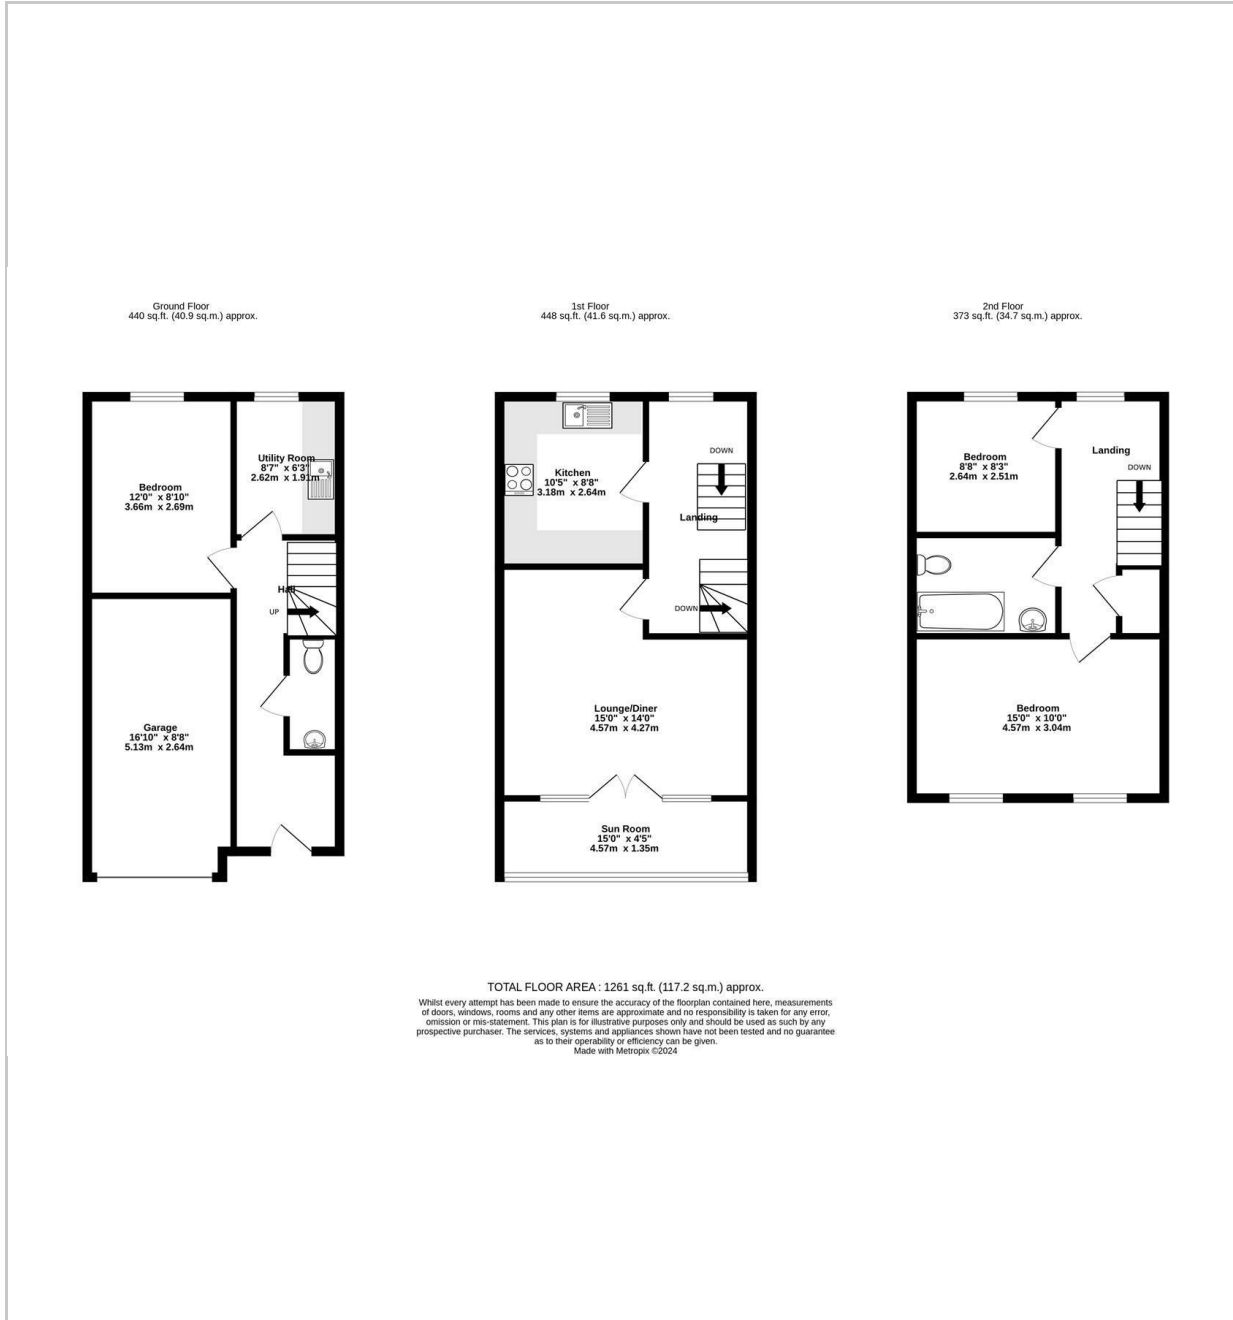 Ground Floor
440 sq.ft. (40.9 sq.m.) approx.
Bedroom
12'0" x 8'10"
3.66m x 2.69m
Utility Room
8'7" x 6'3"
2.62m x 1.91m
Hall
UP
Garage
16'10" x 8'8"
5.13m x 2.64m
1st Floor
448 sq.ft. (41.6 sq.m.) approx.
Kitchen
10'5" x 8'8"
3.18m x 2.64m
DOWN
Landing
DOWN
Lounge/Diner
15'0" x 14'0"
4.57m x 4.27m
Sun Room
15'0" x 4'5"
4.57m x 1.35m
2nd Floor
373 sq.ft. (34.7 sq.m.) approx.
Bedroom
8'8" x 8'3"
2.64m x 2.51m
Landing
DOWN
Bedroom
15'0" x 10'0"
4.57m x 3.04m
TOTAL FLOOR AREA : 1261 sq.ft. (117.2 sq.m.) approx.
Whilst every attempt has been made to ensure the accuracy of the floorplan contained here, measurements
of doors, windows, rooms and any other items are approximate and no responsibility is taken for any error,
omission or mis-statement. This plan is for illustrative purposes only and should be used as such by any
prospective purchaser. The services, systems and appliances shown have not been tested and no guarantee
as to their operability or efficiency can be given.
Made with Metropix ©2024